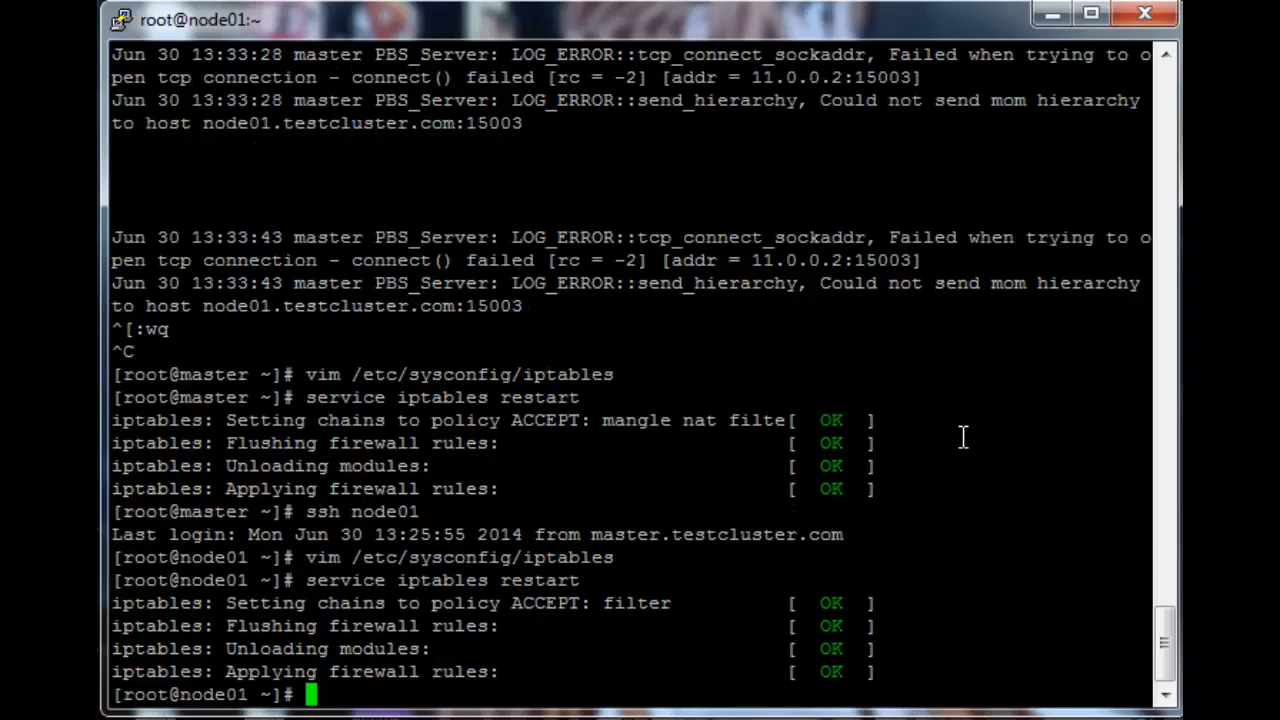 root@node01:~
Jun 30 13:33:28 master PBS_Server: LOG_ERROR::tcp_connect_sockaddr, Failed when trying to o
pen tcp connection - connect() failed [rc = -2] [addr = 11.0.0.2:15003]
Jun 30 13:33:28 master PBS_Server: LOG_ERROR::send_hierarchy, Could not send mom hierarchy
to host node01.testcluster.com:15003
Jun 30 13:33:43 master PBS_Server: LOG_ERROR::tcp_connect_sockaddr, Failed when trying to o
pen tcp connection - connect() failed [rc = -2] [addr = 11.0.0.2:15003]
Jun 30 13:33:43 master PBS_Server: LOG_ERROR::send_hierarchy, Could not send mom hierarchy
to host node01.testcluster.com:15003
^[:wq
^C
[root@master ~]# vim /etc/sysconfig/iptables
[root@master ~]# service iptables restart
iptables: Setting chains to policy ACCEPT: mangle nat filte[  OK  ]
iptables: Flushing firewall rules: [  OK  ]
iptables: Unloading modules: [  OK  ]
iptables: Applying firewall rules: [  OK  ]
[root@master ~]# ssh node01
Last login: Mon Jun 30 13:25:55 2014 from master.testcluster.com
[root@node01 ~]# vim /etc/sysconfig/iptables
[root@node01 ~]# service iptables restart
iptables: Setting chains to policy ACCEPT: filter [  OK  ]
iptables: Flushing firewall rules: [  OK  ]
iptables: Unloading modules: [  OK  ]
iptables: Applying firewall rules: [  OK  ]
[root@node01 ~]#